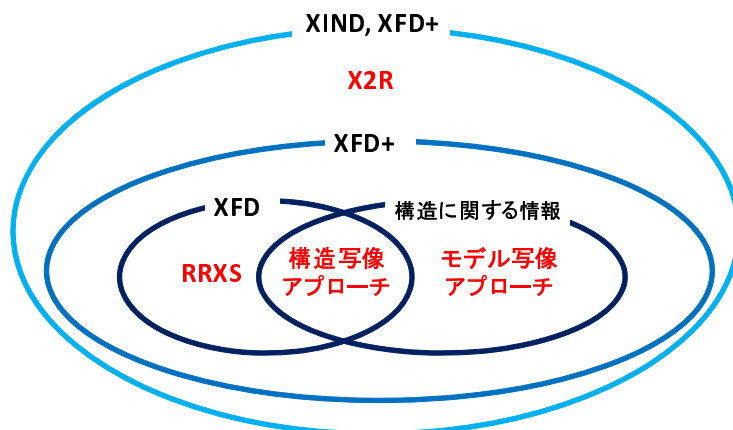 XIND, XFD+
X2R
XFD+
XFD
構造に関する情報
RRXS
構造写像
アプローチ
モデル写像
アプローチ